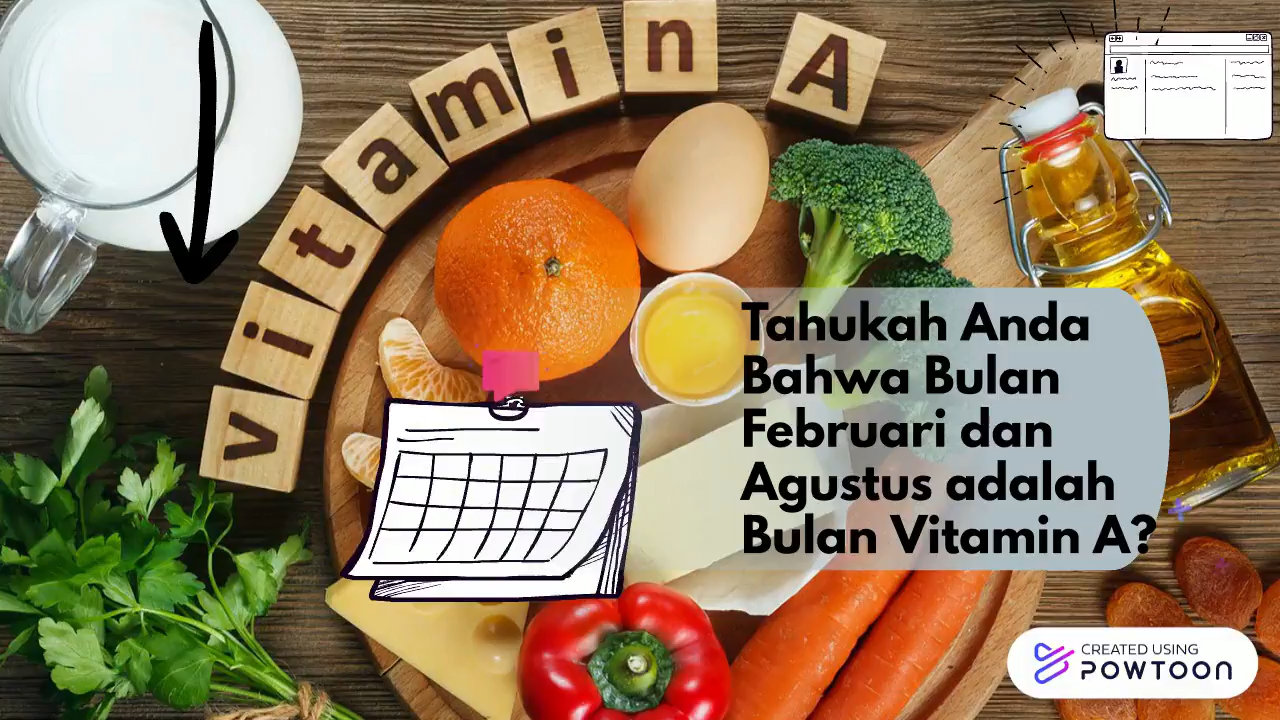 vitamin A
Tahukah Anda
Bahwa Bulan
Februari dan
Agustus adalah
Bulan Vitamin A?
CREATED USING
POWTOON